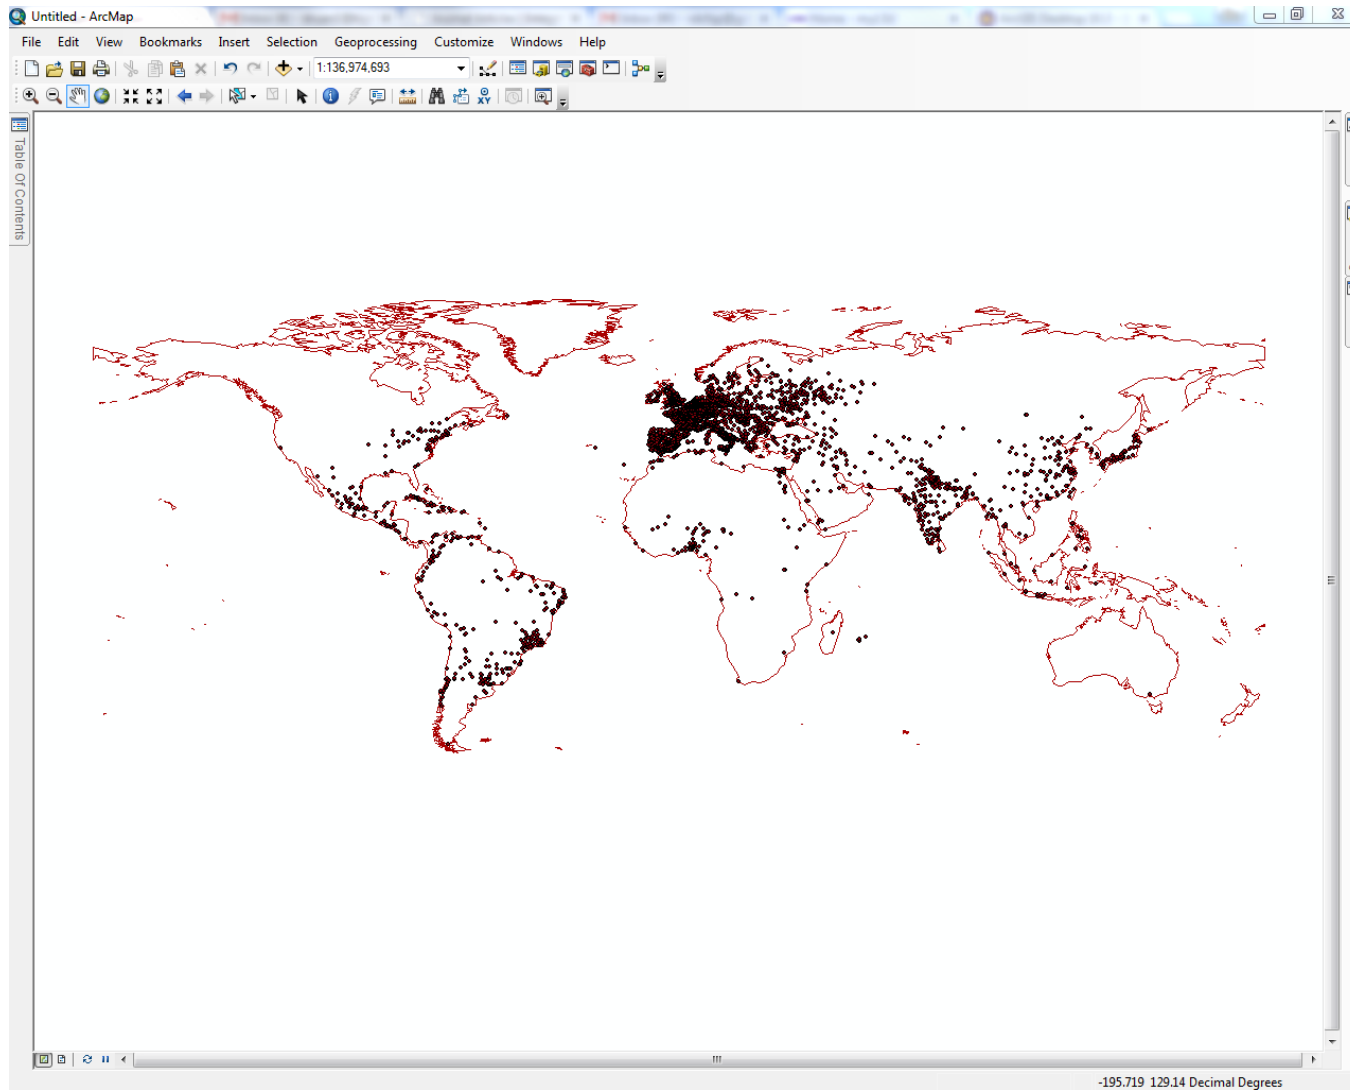 Untitled - ArcMap
File Edit View Bookmarks Insert Selection Geoprocessing Customize Windows Help
1:136,974,693
Table Of Contents
-195.719 129.14 Decimal Degrees